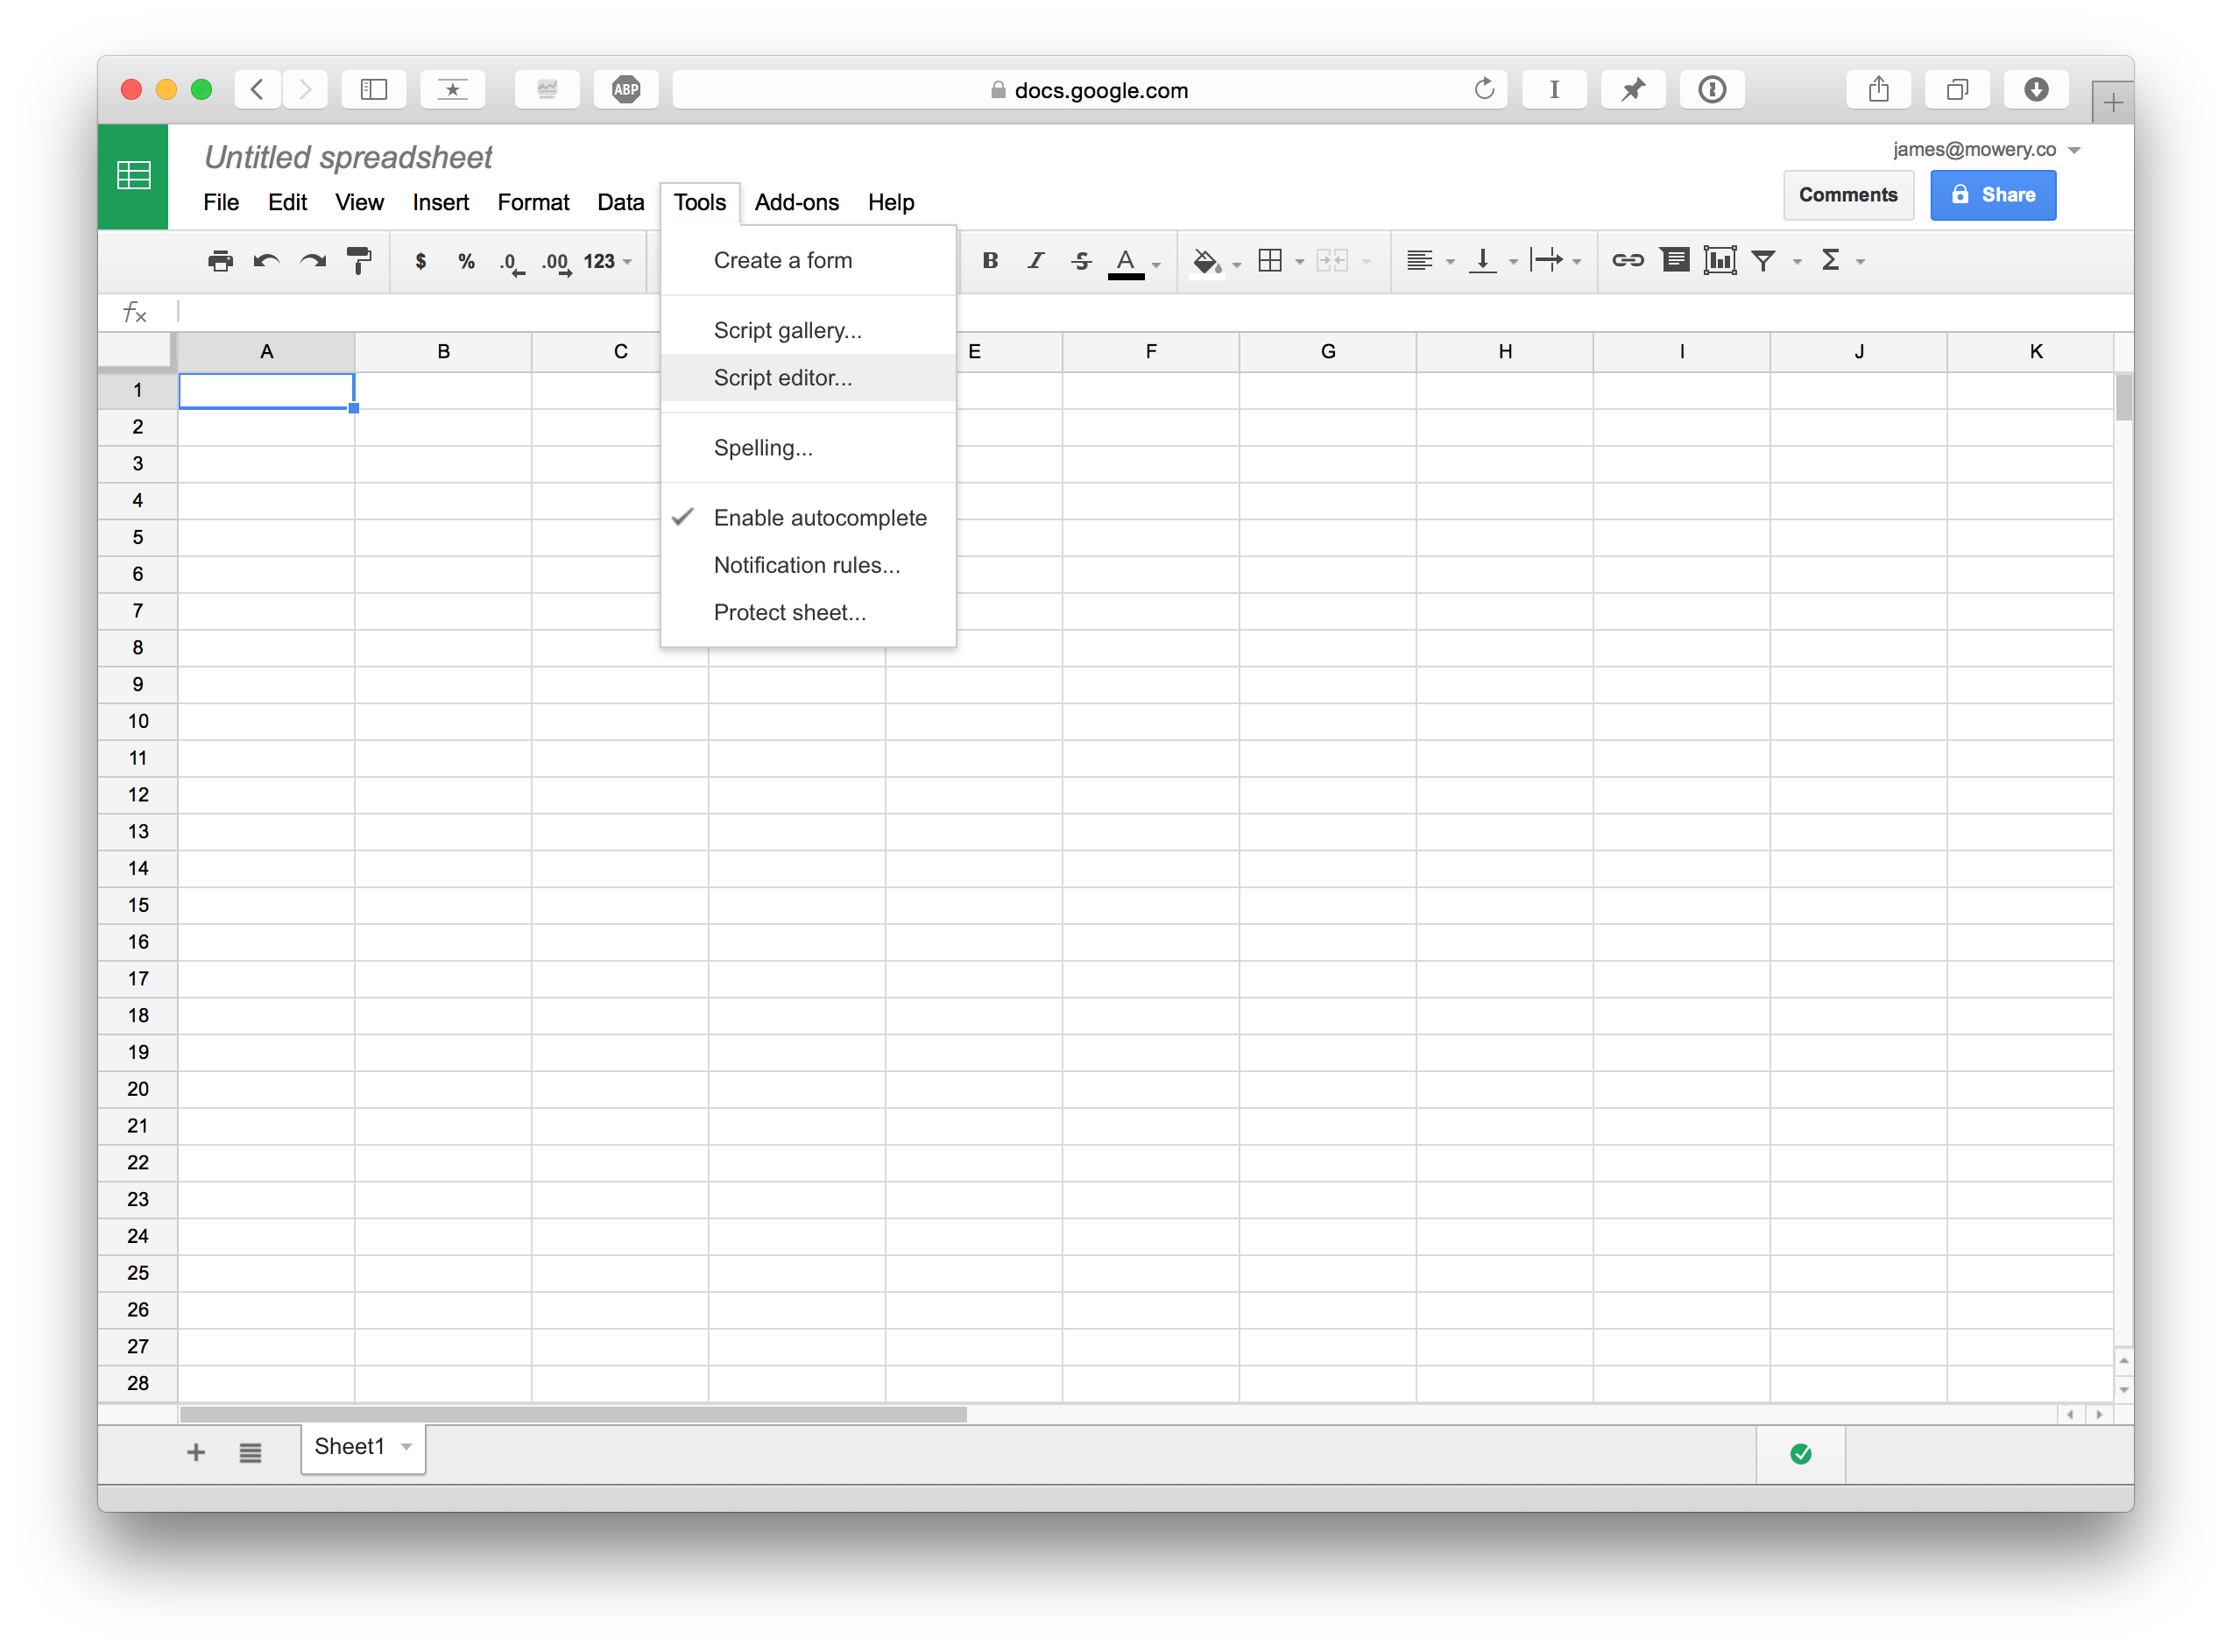 ABP
docs.google.com
Untitled spreadsheet
james@mowery.co
File Edit View Insert Format Data Tools Add-ons Help
Comments
Share
$ % .0 .00 123
B I S A
Σ
fx
Create a form
Script gallery...
Script editor...
Spelling...
Enable autocomplete
Notification rules...
Protect sheet...
A B C E F G H I J K
1
2
3
4
5
6
7
8
9
10
11
12
13
14
15
16
17
18
19
20
21
22
23
24
25
26
27
28
Sheet1